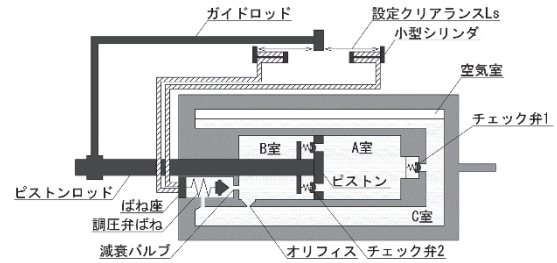 ガイドロッド
設定クリアランスLs
小型シリンダ
空気室
チェック弁1
B室
A室
ピストンロッド
ピストン
ばね座
C室
調圧弁ばね
減衰バルブ
オリフィス
チェック弁2